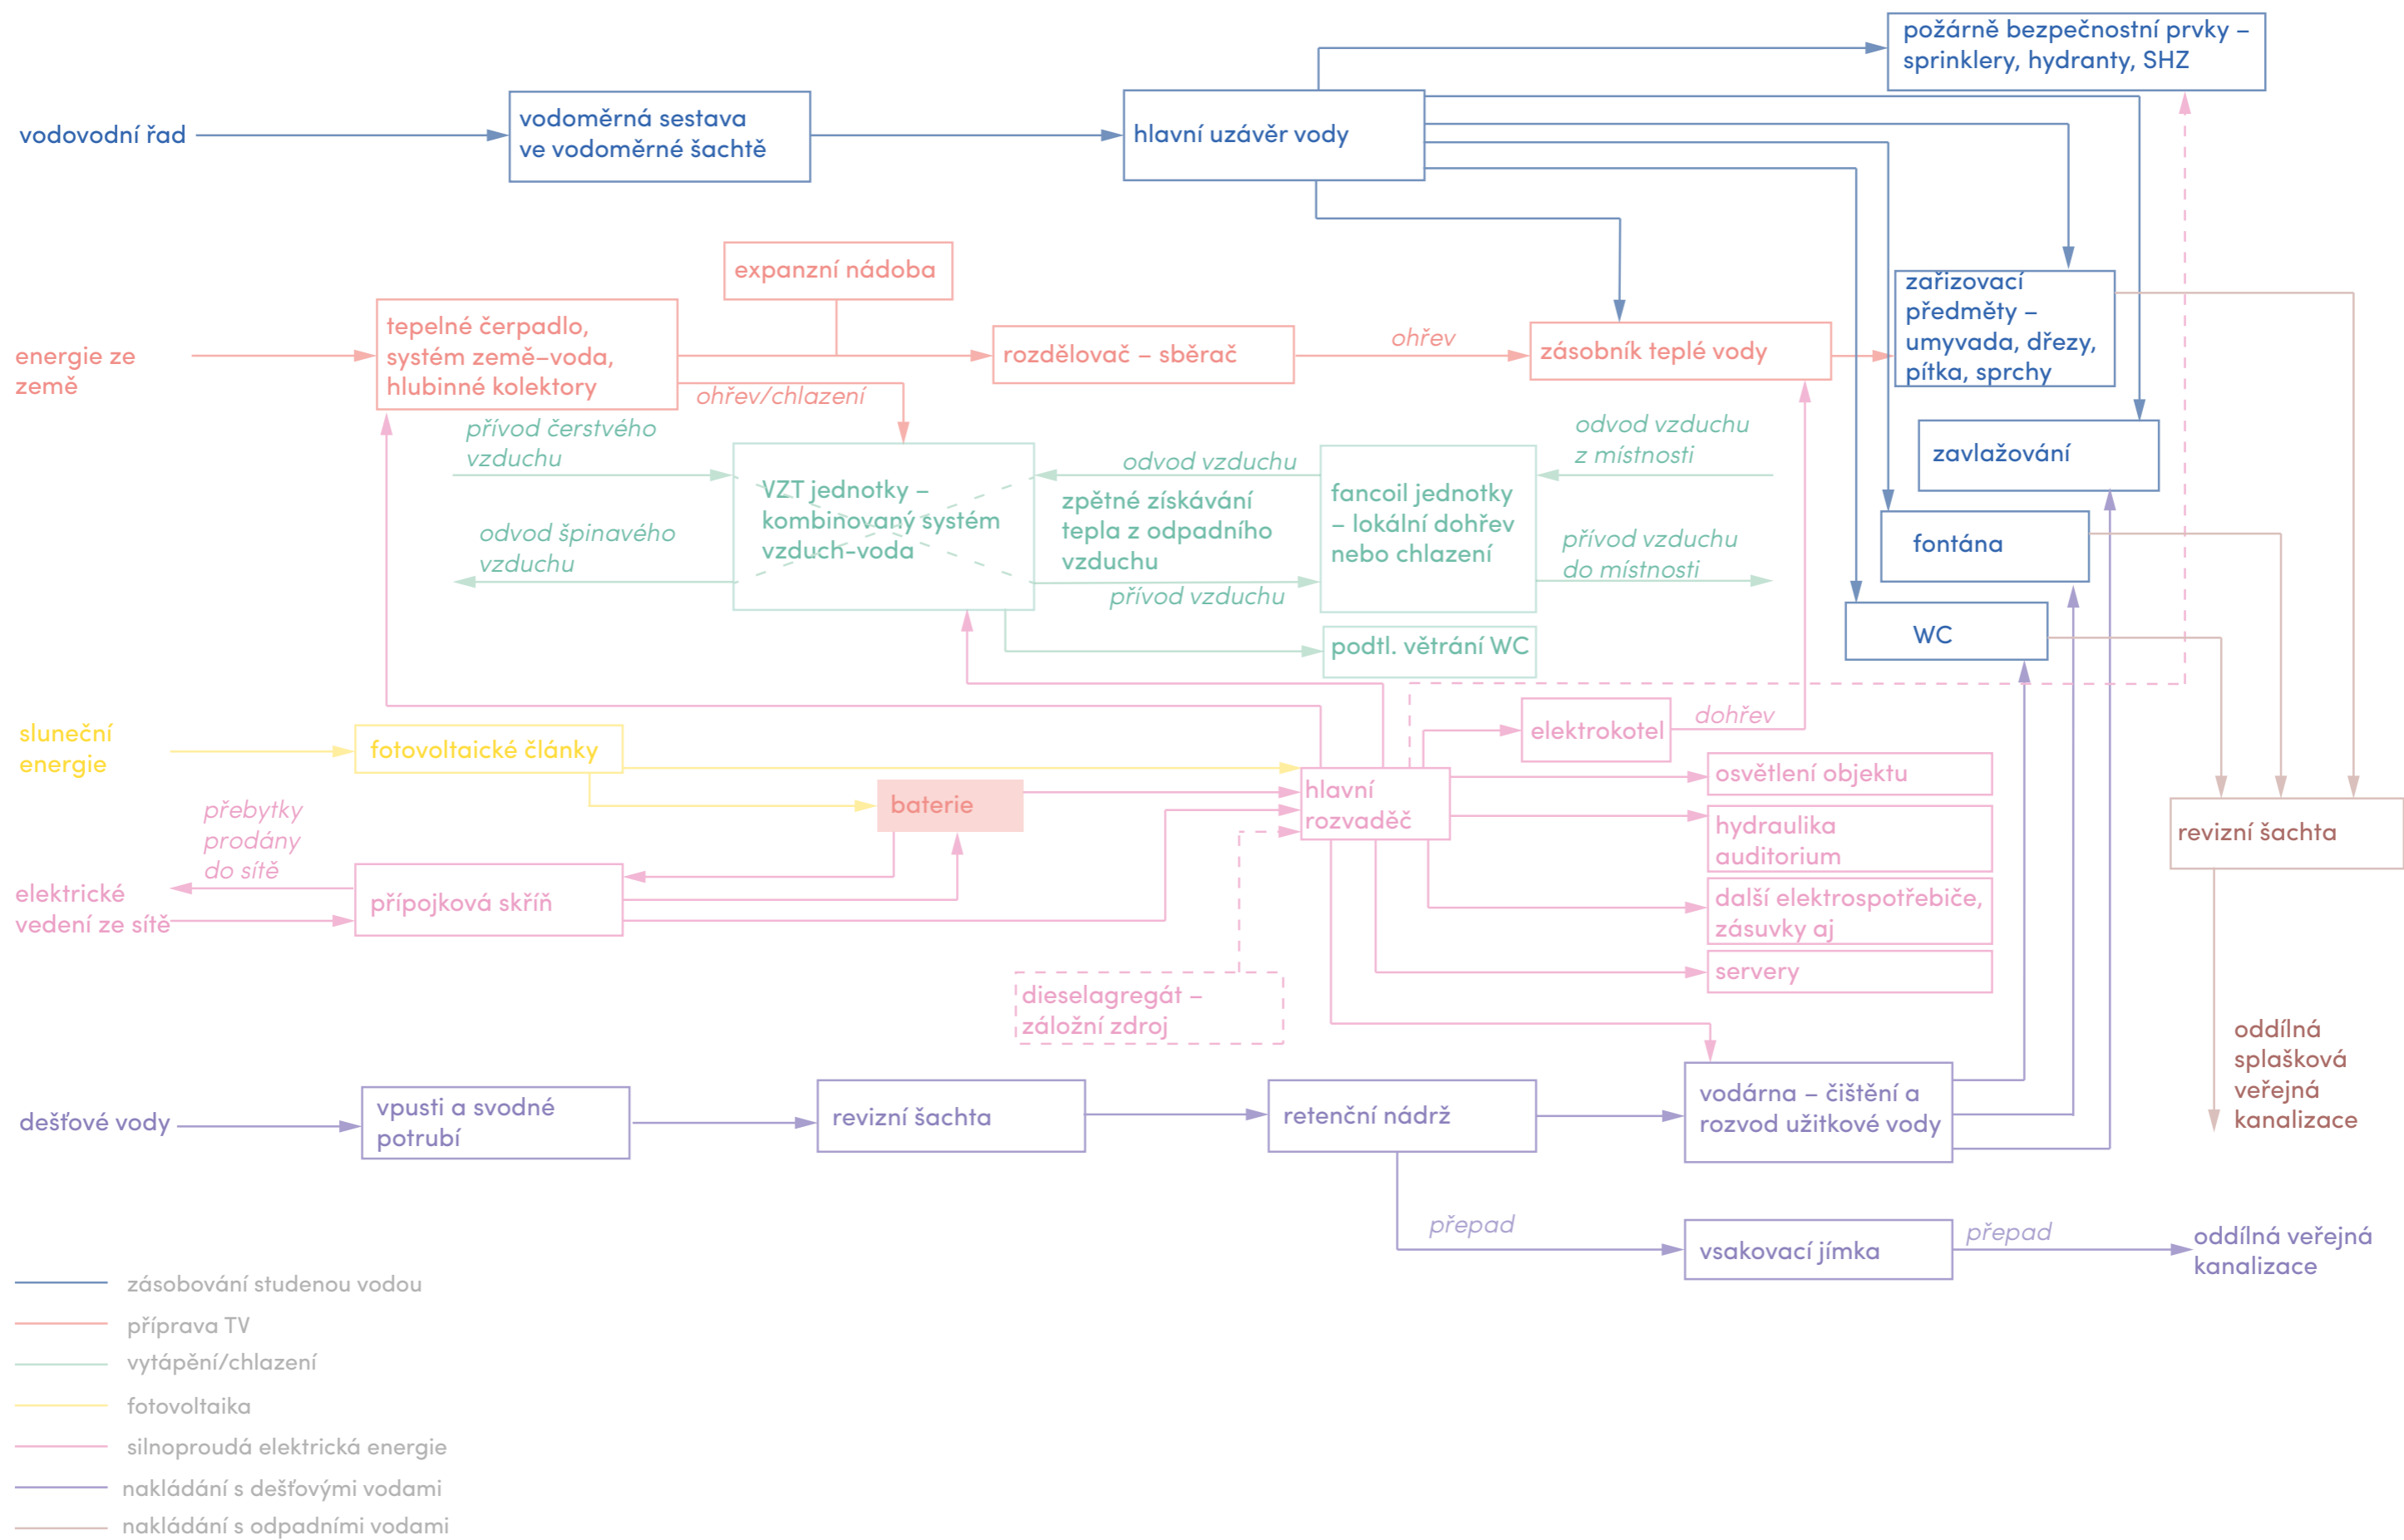 požárně bezpečnostní prvky –
sprinklery, hydranty, SHZ
vodovodní řad
vodoměrná sestava
ve vodoměrné šachtě
hlavní uzávěr vody
expanzní nádoba
energie ze
země
tepelné čerpadlo,
systém země–voda,
hlubinné kolektory
rozdělovač – sběrač
ohřev
zásobník teplé vody
zařizovací
předměty –
umyvada, dřezy,
pítka, sprchy
ohřev/chlazení
přívod čerstvého
vzduchu
odvod špinavého
vzduchu
VZT jednotky –
kombinovaný systém
vzduch-voda
odvod vzduchu
zpětné získávání
tepla z odpadního
vzduchu
přívod vzduchu
fancoil jednotky
– lokální dohřev
nebo chlazení
odvod vzduchu
z místnosti
přívod vzduchu
do místnosti
podtl. větrání WC
zavlažování
fontána
WC
sluneční
energie
fotovoltaické články
elektrokotel
dohřev
baterie
hlavní
rozvaděč
osvětlení objektu
hydraulika
auditorium
další elektrospotřebiče,
zásuvky aj
servery
revizní šachta
přebytky
prodány
do sítě
elektrické
vedení ze sítě
přípojková skříň
dieselagregát –
záložní zdroj
oddílná
splašková
veřejná
kanalizace
dešťové vody
vpusti a svodné
potrubí
revizní šachta
retenční nádrž
vodárna – čištění a
rozvod užitkové vody
přepad
vsakovací jímka
přepad
oddílná veřejná
kanalizace
zásobování studenou vodou
příprava TV
vytápění/chlazení
fotovoltaika
silnoproudá elektrická energie
nakládání s dešťovými vodami
nakládání s odpadními vodami